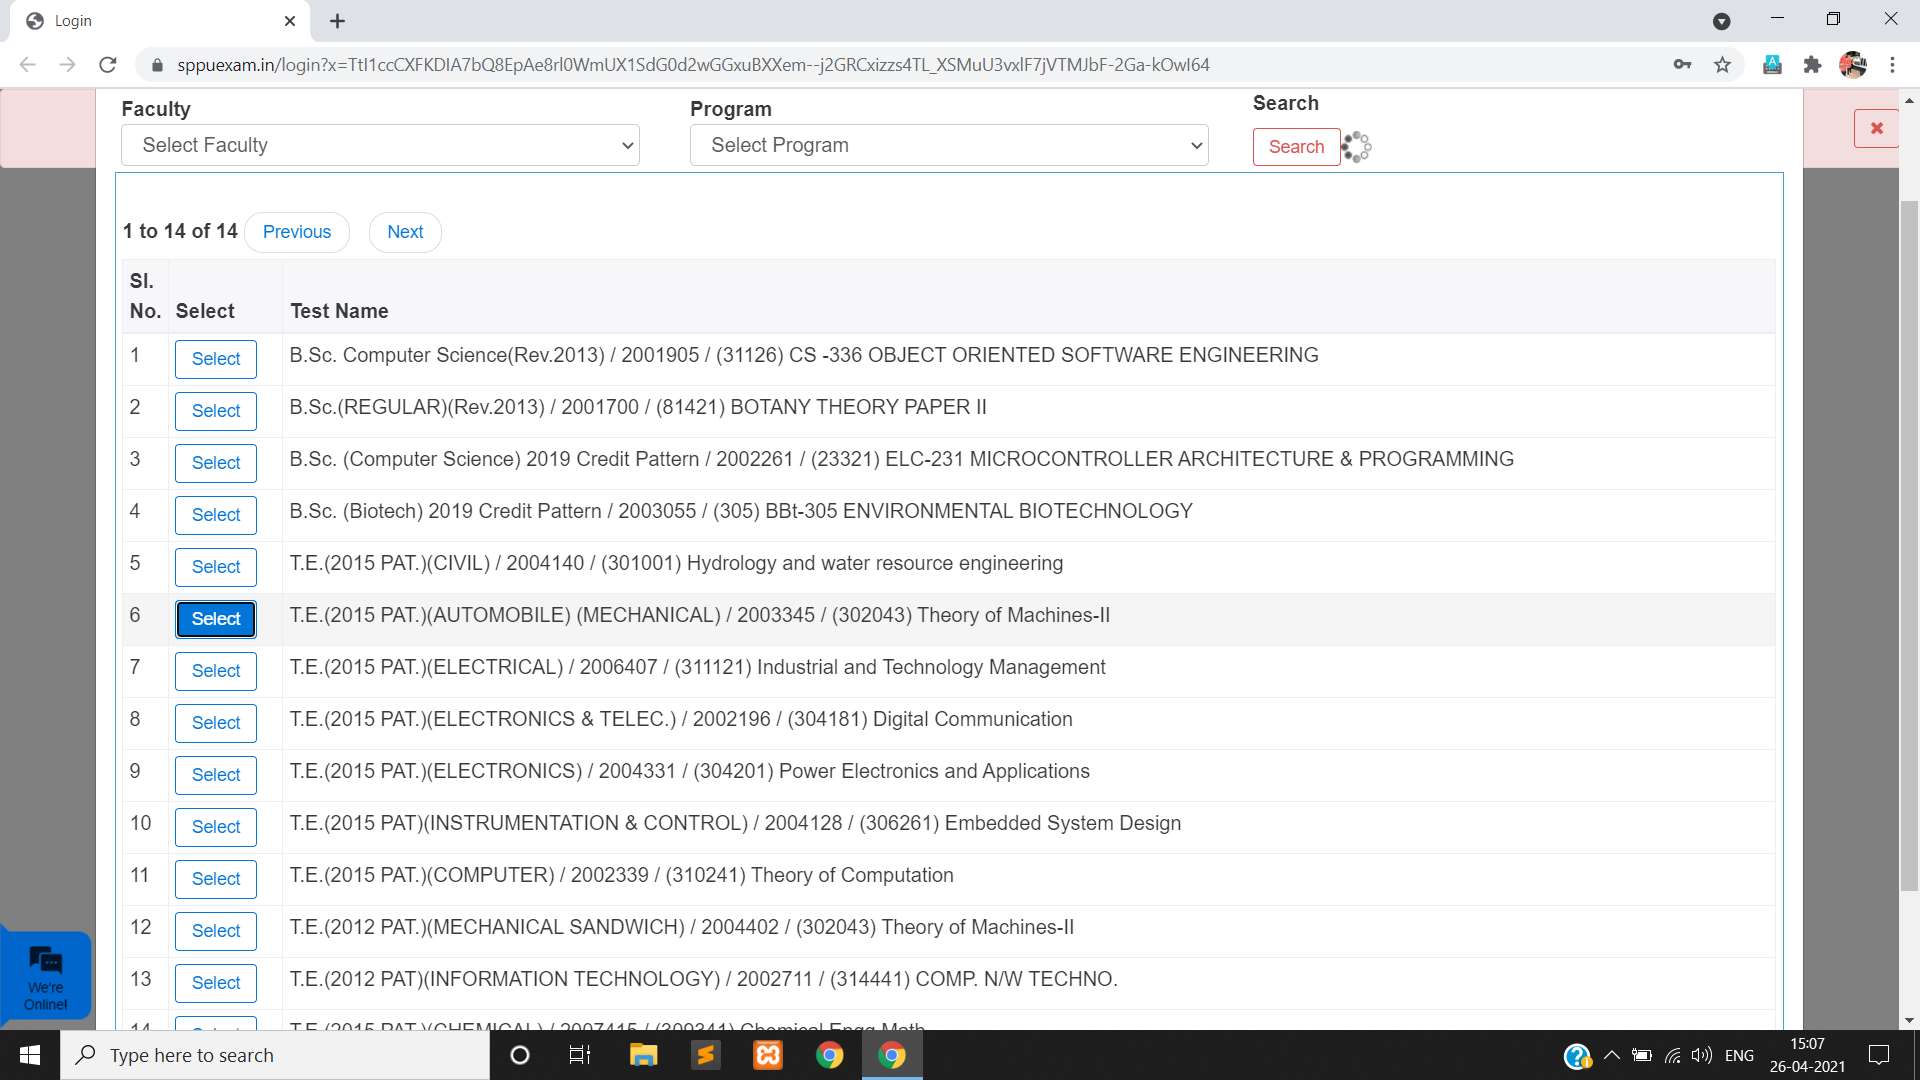 Login
sppuexam.in/login?x=TtI1ccCXFKDIA7bQ8EpAe8rl0WmUX1SdG0d2wGGxuBXXem--j2GRCxizzs4TL_XSMuU3vxlF7jVTMJbF-2Ga-kOwI64
Faculty
Program
Search
Select Faculty
Select Program
Search
1 to 14 of 14 Previous Next
Sl. No. Select Test Name
1 Select B.Sc. Computer Science(Rev.2013) / 2001905 / (31126) CS -336 OBJECT ORIENTED SOFTWARE ENGINEERING
2 Select B.Sc.(REGULAR)(Rev.2013) / 2001700 / (81421) BOTANY THEORY PAPER II
3 Select B.Sc. (Computer Science) 2019 Credit Pattern / 2002261 / (23321) ELC-231 MICROCONTROLLER ARCHITECTURE & PROGRAMMING
4 Select B.Sc. (Biotech) 2019 Credit Pattern / 2003055 / (305) BBt-305 ENVIRONMENTAL BIOTECHNOLOGY
5 Select T.E.(2015 PAT.)(CIVIL) / 2004140 / (301001) Hydrology and water resource engineering
6 Select T.E.(2015 PAT.)(AUTOMOBILE) (MECHANICAL) / 2003345 / (302043) Theory of Machines-II
7 Select T.E.(2015 PAT.)(ELECTRICAL) / 2006407 / (311121) Industrial and Technology Management
8 Select T.E.(2015 PAT.)(ELECTRONICS & TELEC.) / 2002196 / (304181) Digital Communication
9 Select T.E.(2015 PAT.)(ELECTRONICS) / 2004331 / (304201) Power Electronics and Applications
10 Select T.E.(2015 PAT)(INSTRUMENTATION & CONTROL) / 2004128 / (306261) Embedded System Design
11 Select T.E.(2015 PAT.)(COMPUTER) / 2002339 / (310241) Theory of Computation
12 Select T.E.(2012 PAT.)(MECHANICAL SANDWICH) / 2004402 / (302043) Theory of Machines-II
13 Select T.E.(2012 PAT)(INFORMATION TECHNOLOGY) / 2002711 / (314441) COMP. N/W TECHNO.
14 T.E.(2015 PAT.)(CHEMICAL) / 2007415 / (309341) Chemical Engg Math
We're
Online!
Type here to search
ENG
15:07
26-04-2021